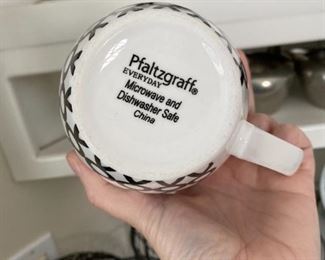 Pfaltzgraff®
EVERYDAY
Microwave and
Dishwasher Safe
China